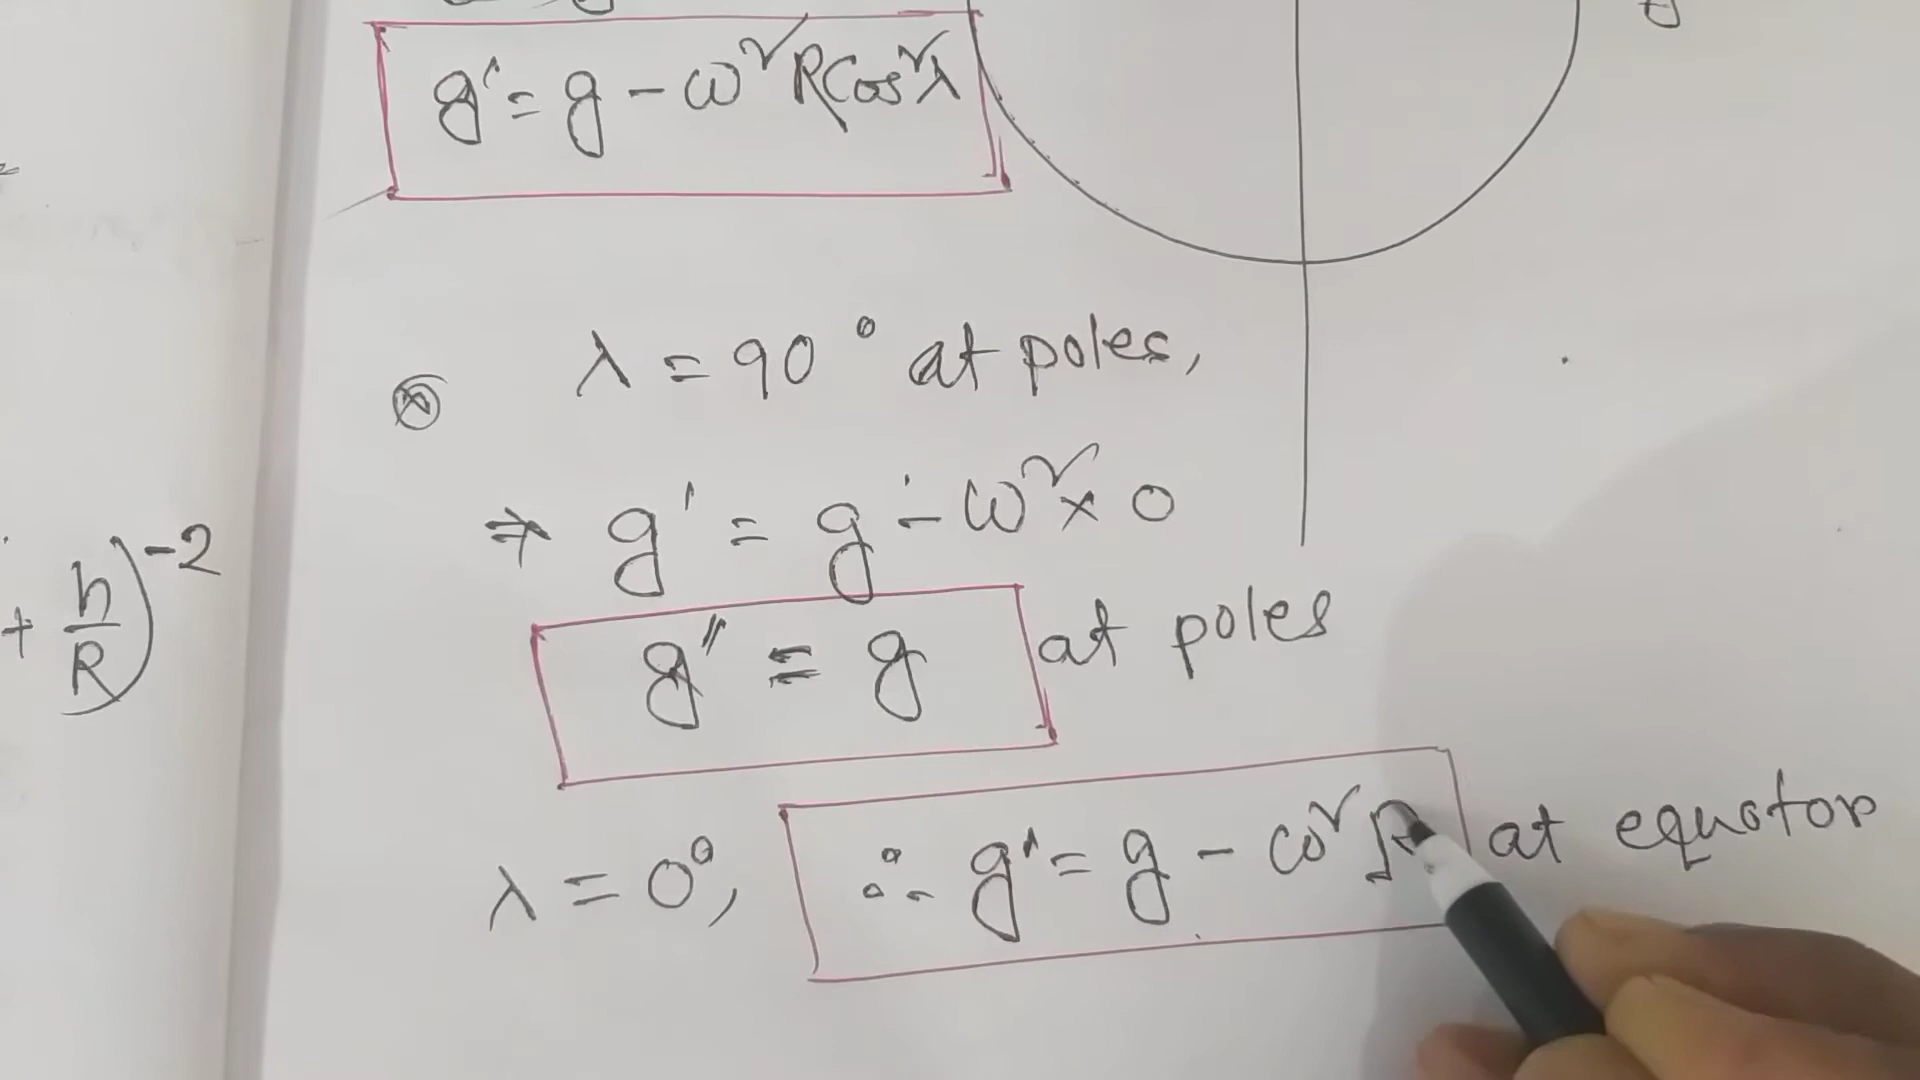 g' = g - ω²R Cos²λ
λ = 90° at poles,
⇒ g' = g - ω² × 0
g'' = g at poles
λ = 0°, ∴ g' = g - ω²R at equator
+ h/R)⁻²